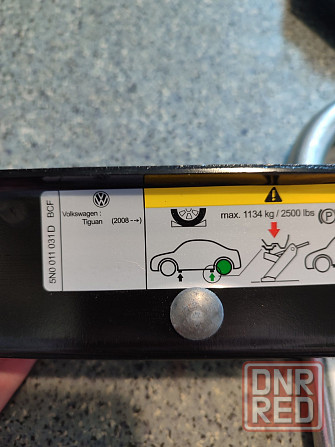 5N0 011 031 D BCF
Volkswagen :
Tiguan (2008→)
max. 1134 kg / 2500 lbs
P
DNR
RED